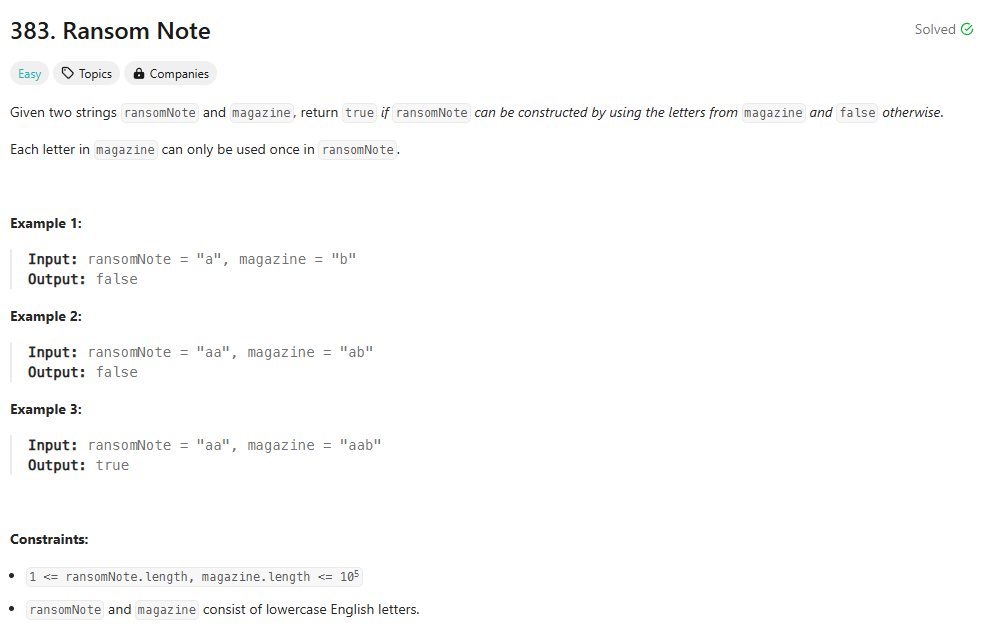 383. Ransom Note
Solved
Easy Topics Companies
Given two strings ransomNote and magazine, return true if ransomNote can be constructed by using the letters from magazine and false otherwise.
Each letter in magazine can only be used once in ransomNote.
Example 1:
Input: ransomNote = "a", magazine = "b"
Output: false
Example 2:
Input: ransomNote = "aa", magazine = "ab"
Output: false
Example 3:
Input: ransomNote = "aa", magazine = "aab"
Output: true
Constraints:
• 1 <= ransomNote.length, magazine.length <= 10⁵
• ransomNote and magazine consist of lowercase English letters.